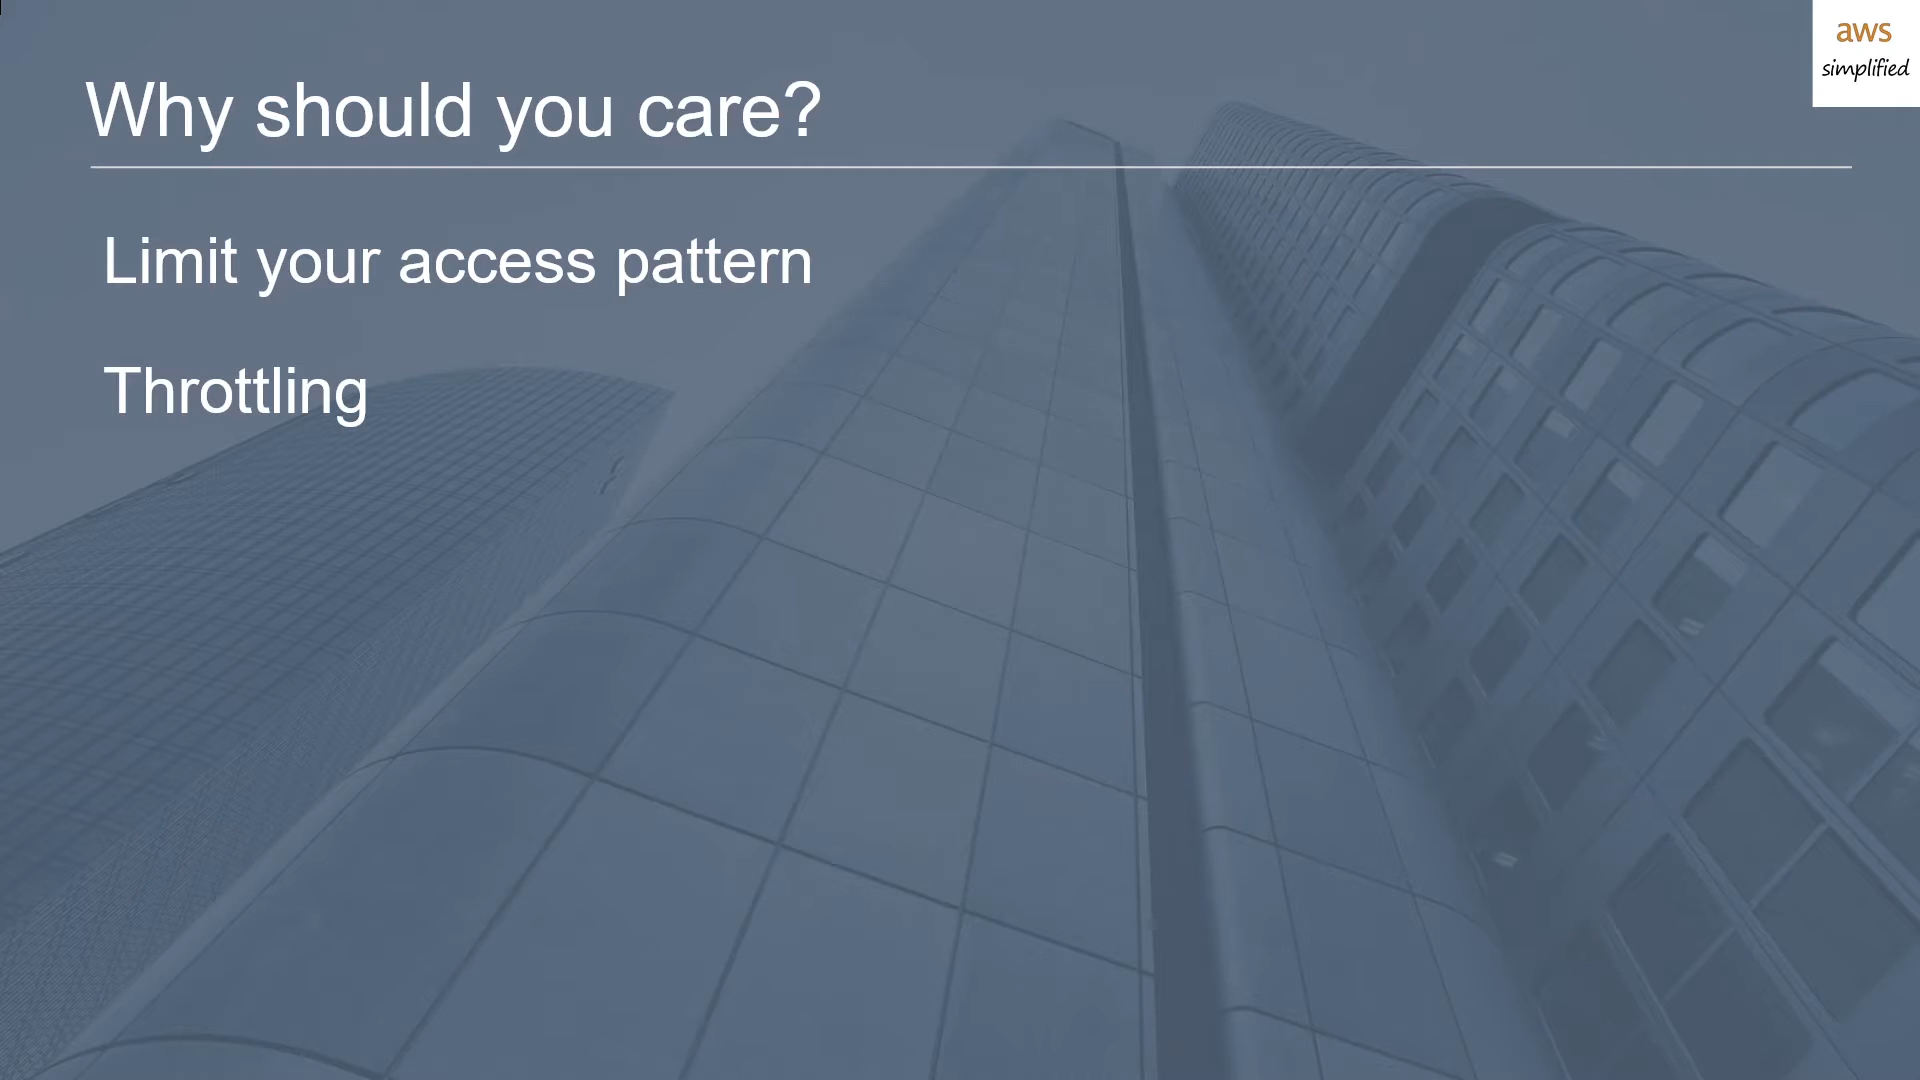 aws
simplified
Why should you care?
Limit your access pattern
Throttling